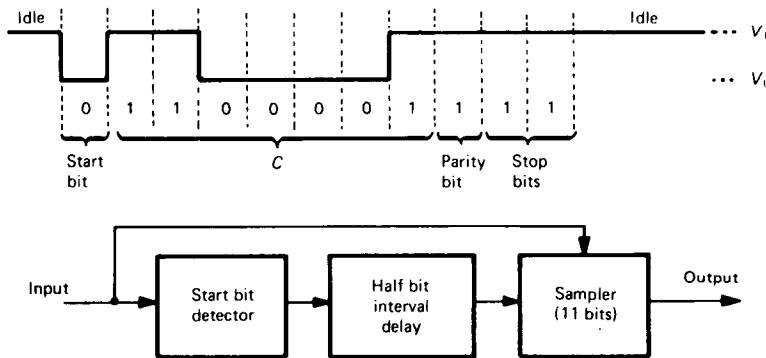 Idle
Idle
... V
... V
0 1 1 0 0 0 0 1 1 1 1
Start
bit
C
Parity
bit
Stop
bits
Input
Start bit
detector
Half bit
interval
delay
Sampler
(11 bits)
Output